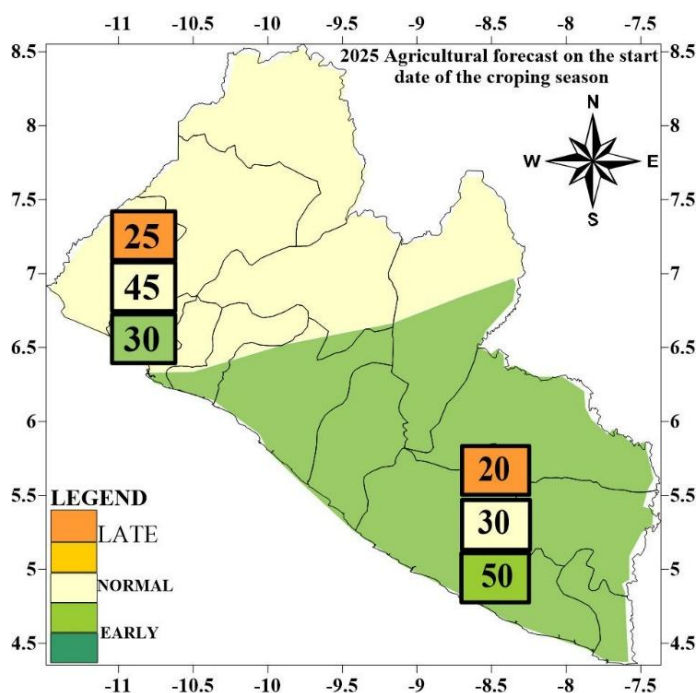 -11 -10.5 -10 -9.5 -9 -8.5 -8 -7.5
8.5 8.5
2025 Agricultural forecast on the start
date of the croping season
8 8
N
W E
S
7.5 7.5
25
7 7
45
6.5 6.5
30
6 6
20
5.5 5.5
LEGEND
LATE
30
5 5
NORMAL
50
EARLY
4.5 4.5
-11 -10.5 -10 -9.5 -9 -8.5 -8 -7.5